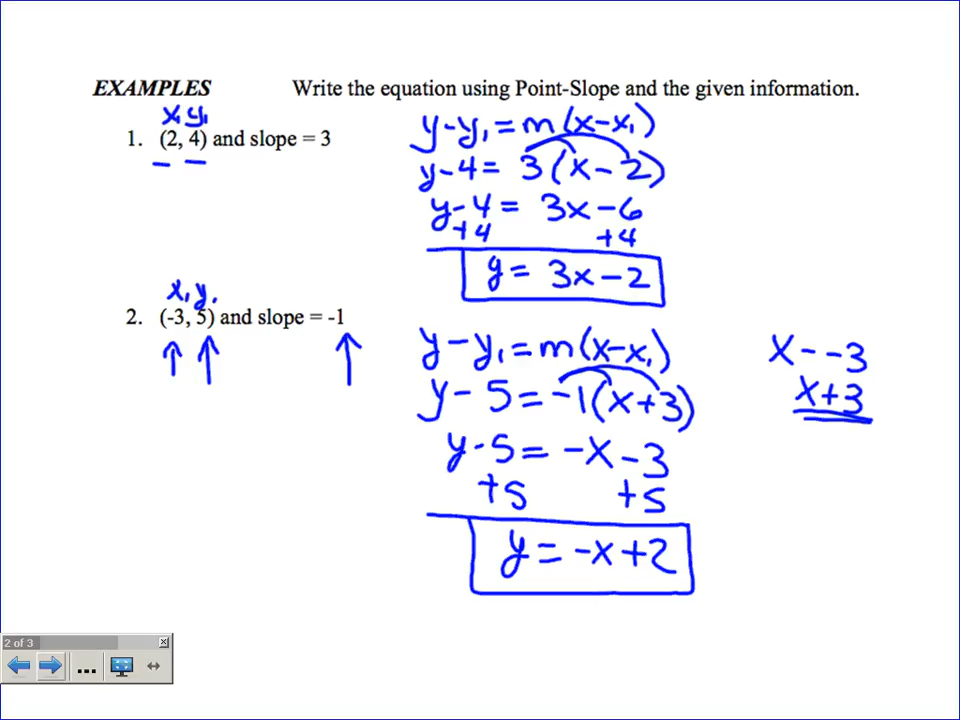 EXAMPLES Write the equation using Point-Slope and the given information.
x₁ y₁
1. (2, 4) and slope = 3
y-y₁=m(x-x₁)
y-4= 3(x-2)
y-4= 3x-6
+4 +4
y= 3x-2
x₁ y₁
2. (-3, 5) and slope = -1
y-y₁=m(x-x₁)
y-5=-1(x+3)
y-5=-x-3
+5 +5
y=-x+2
x--3
x+3
2 of 3
...